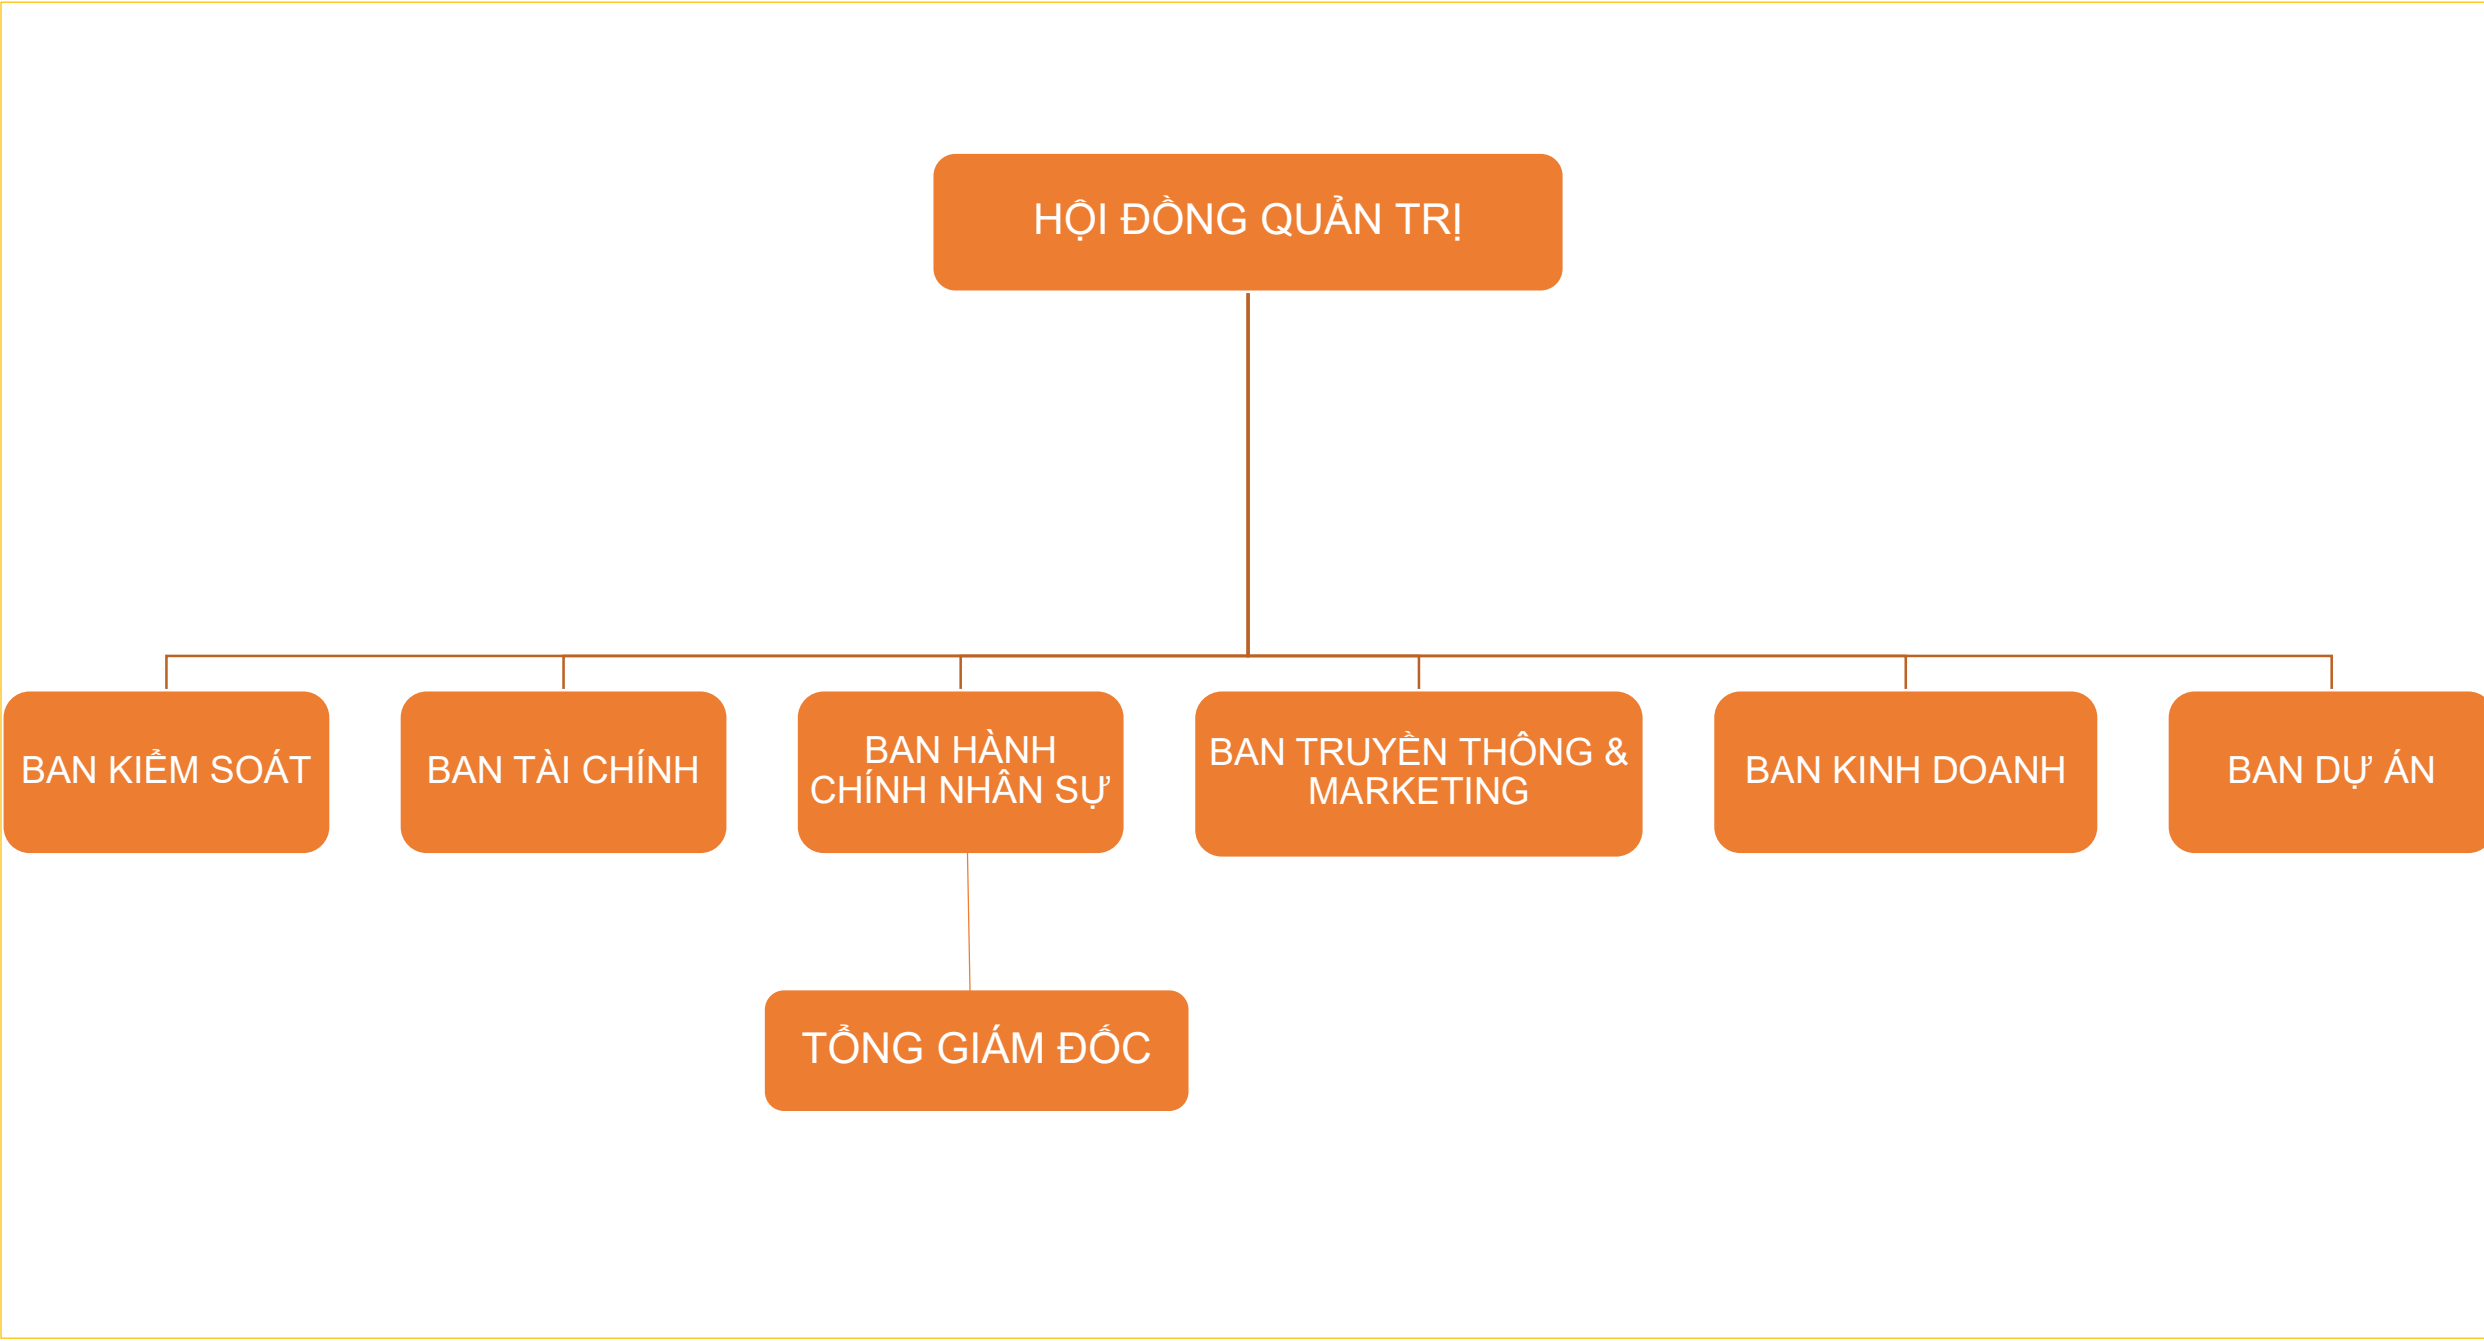 HỘI ĐỒNG QUẢN TRỊ
BAN KIỂM SOÁT
BAN TÀI CHÍNH
BAN HÀNH
CHÍNH NHÂN SỰ
BAN TRUYỀN THÔNG &
MARKETING
BAN KINH DOANH
BAN DỰ ÁN
TỔNG GIÁM ĐỐC